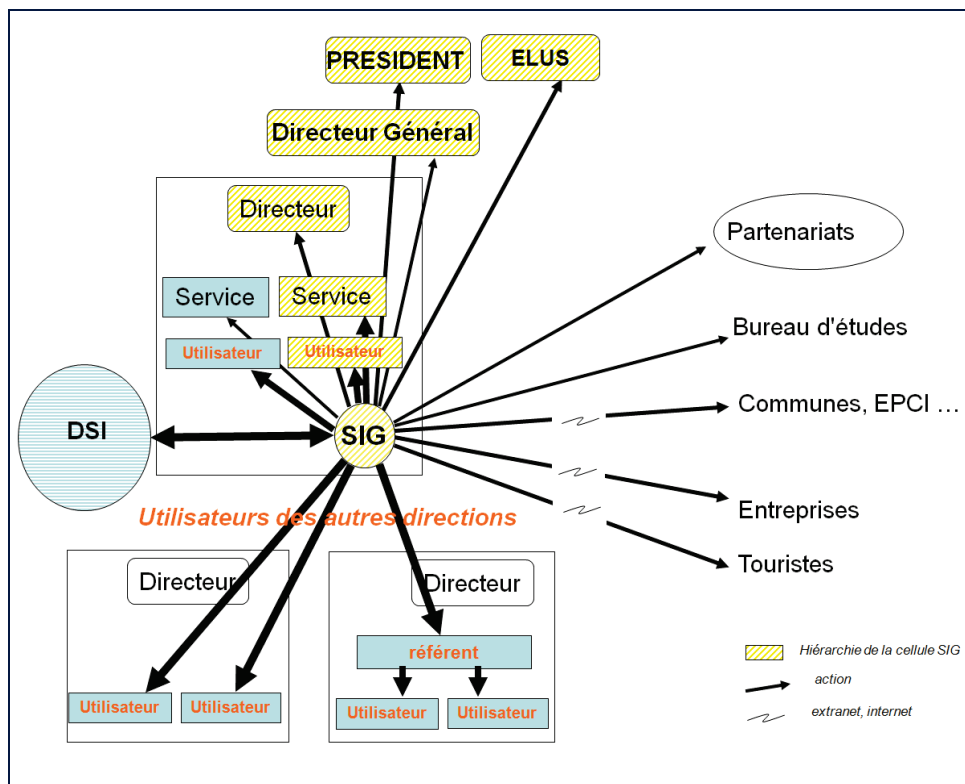 PRESIDENT
ELUS
Directeur Général
Directeur
Service
Service
Utilisateur
Utilisateur
DSI
SIG
Partenariats
Bureau d'études
Communes, EPCI ...
Entreprises
Touristes
Utilisateurs des autres directions
Directeur
Utilisateur
Utilisateur
Directeur
référent
Utilisateur
Utilisateur
Hiérarchie de la cellule SIG
action
extranet, internet